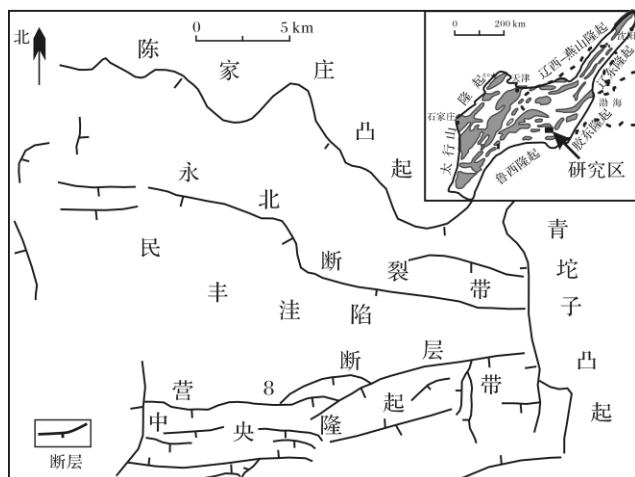 北
0 5 km
陈家庄凸起
永北断裂带
民丰洼陷
青坨子凸起
营8断层
中央隆起带
断层
0 200 km
辽西—燕山隆起
沈阳
东隆起
渤海
胶东隆起
鲁西隆起
太行山隆起
石家庄
天津
研究区